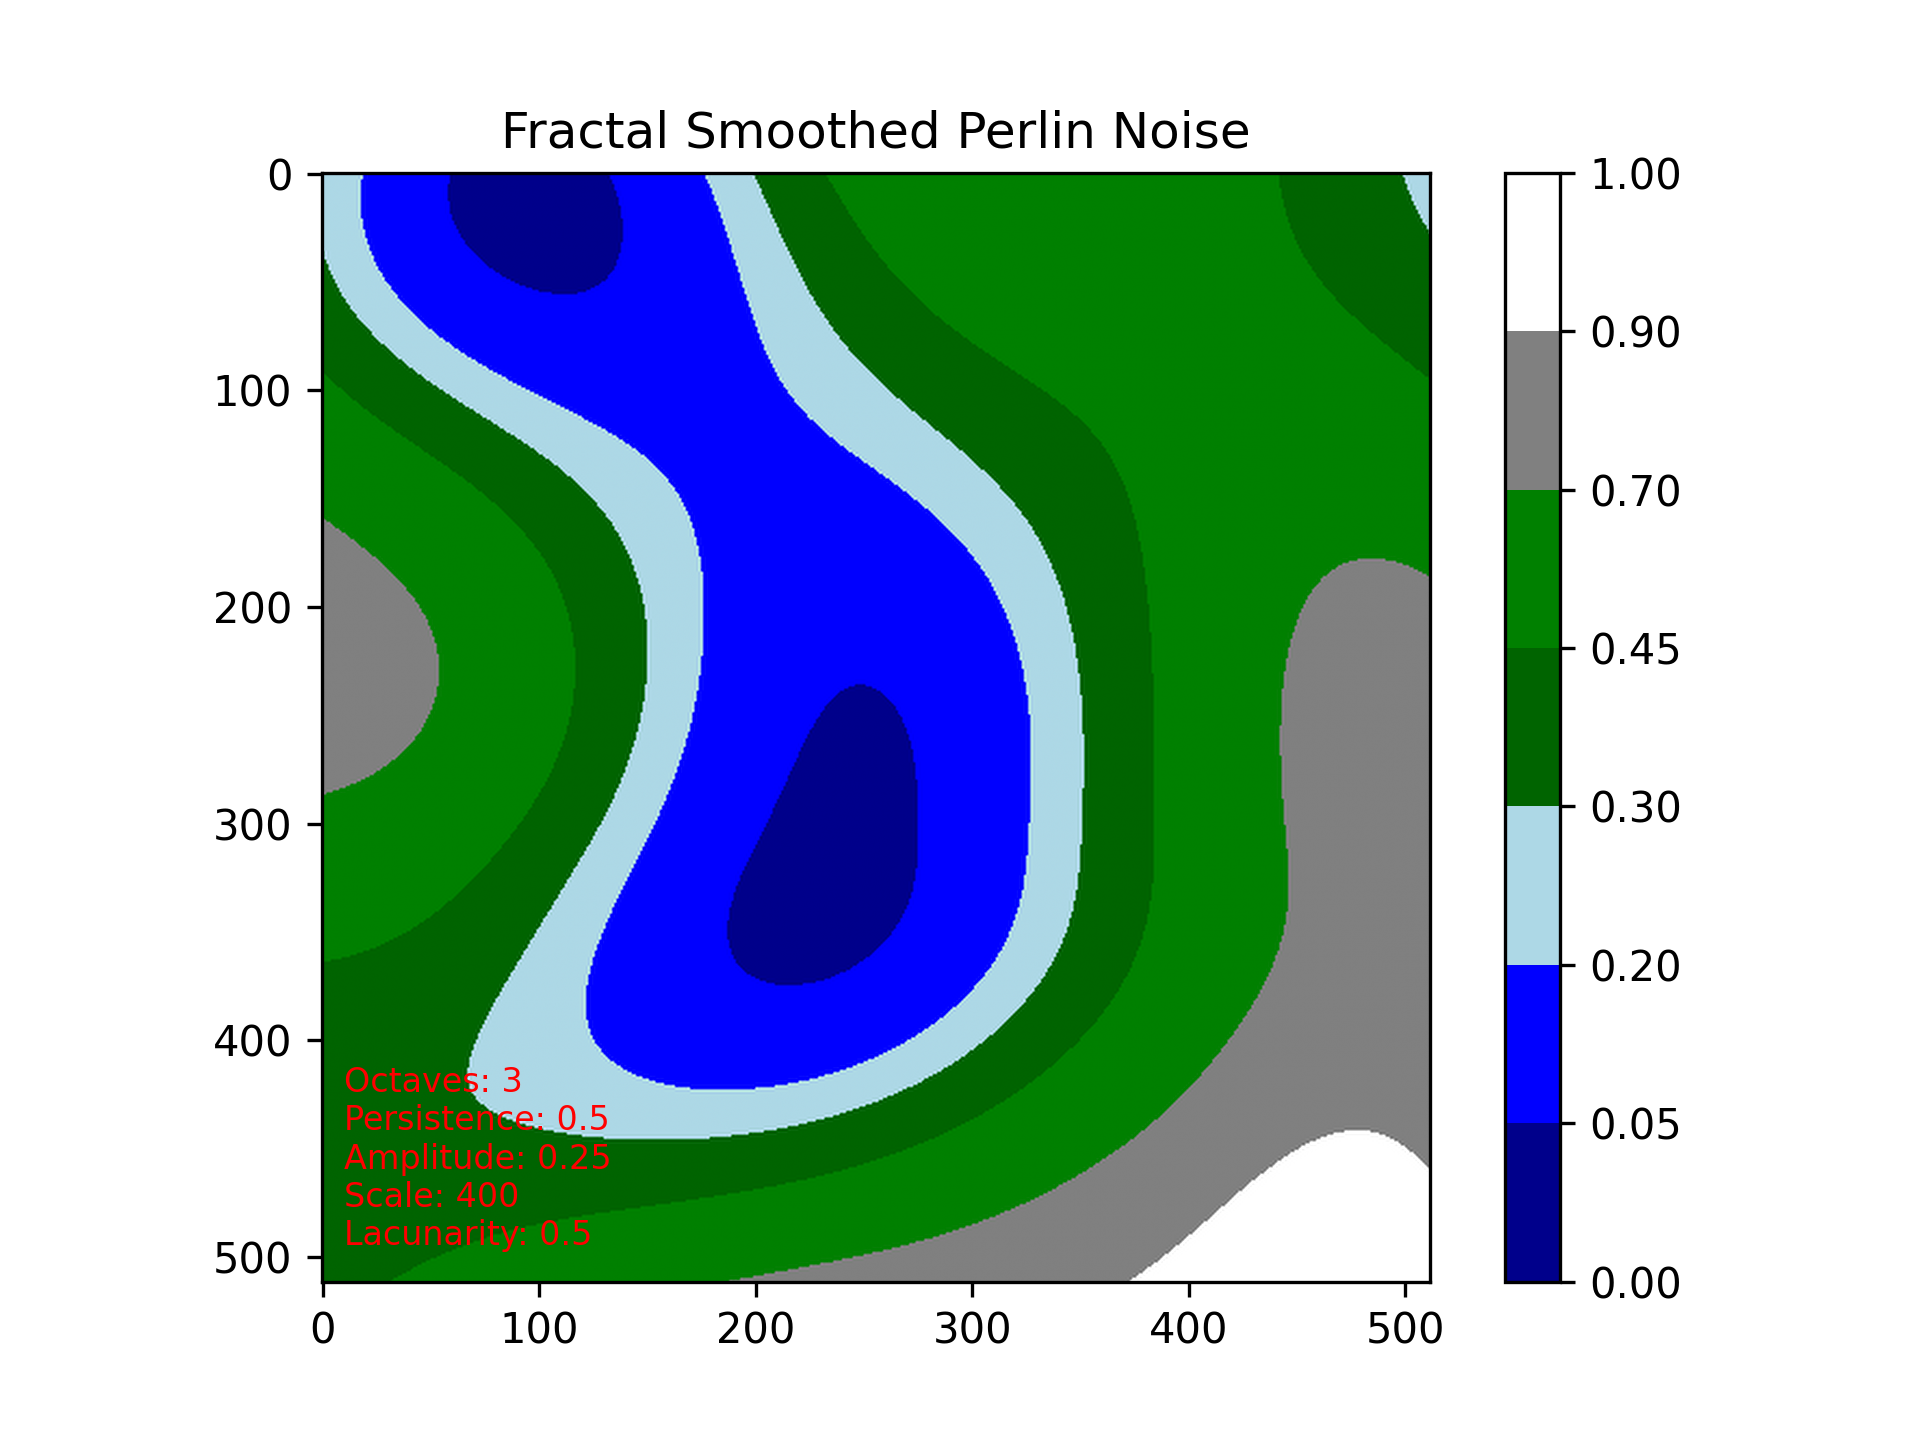 Fractal Smoothed Perlin Noise
0
100
200
300
400
500
Octaves: 3
Persistence: 0.5
Amplitude: 0.25
Scale: 400
Lacunarity: 0.5
0 100 200 300 400 500
1.00
0.90
0.70
0.45
0.30
0.20
0.05
0.00